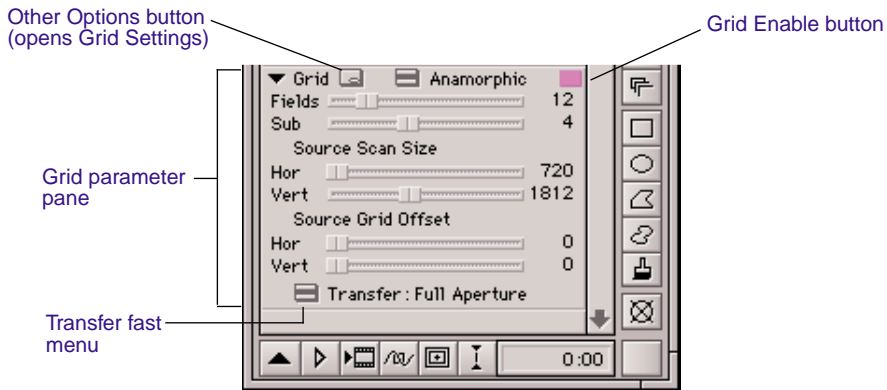 Other Options button
(opens Grid Settings)
Grid Enable button
Grid Anamorphic
Fields 12
Sub 4
Source Scan Size
Hor 720
Vert 1812
Source Grid Offset
Hor 0
Vert 0
Transfer : Full Aperture
Grid parameter
pane
Transfer fast
menu
0:00